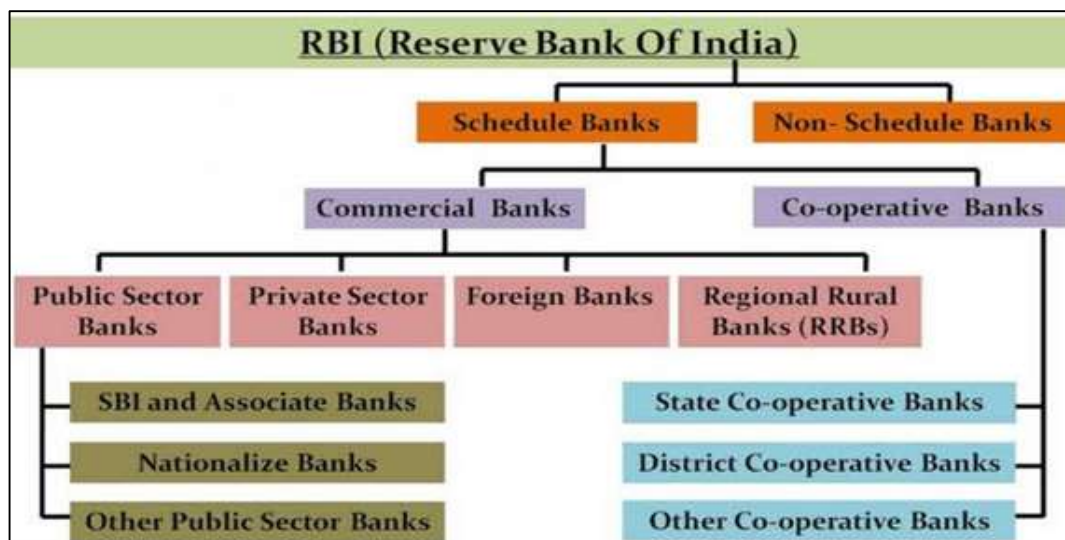 RBI (Reserve Bank Of India)
Schedule Banks
Non- Schedule Banks
Commercial Banks
Co-operative Banks
Public Sector
Banks
Private Sector
Banks
Foreign Banks
Regional Rural
Banks (RRBs)
SBI and Associate Banks
Nationalize Banks
Other Public Sector Banks
State Co-operative Banks
District Co-operative Banks
Other Co-operative Banks